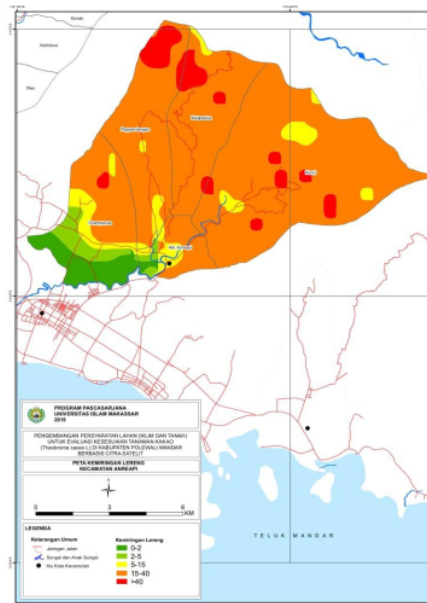 Kunak
PROGRAM PASCASARJANA
UNIVERSITAS ISLAM MAKASSAR
2019
PENGEMBANGAN PERSYARATAN LAHAN (IKLIM DAN TANAH)
UNTUK EVALUASI KESESUAIAN TANAMAN KAKAO
(Theobroma cacao L) DI KABUPATEN POLEWALI MANDAR
BERBASIS CITRA SATELIT
PETA KEMIRINGAN LERENG
KECAMATAN ANREAPI
0 3 6
KM
LEGENDA
Keterangan Umum
Jaringan Jalan
Sungai dan Anak Sungai
Ibu Kota Kecamatan
Kemiringan Lereng
0-2
2-5
5-15
15-40
>40
TELUK MANDAR